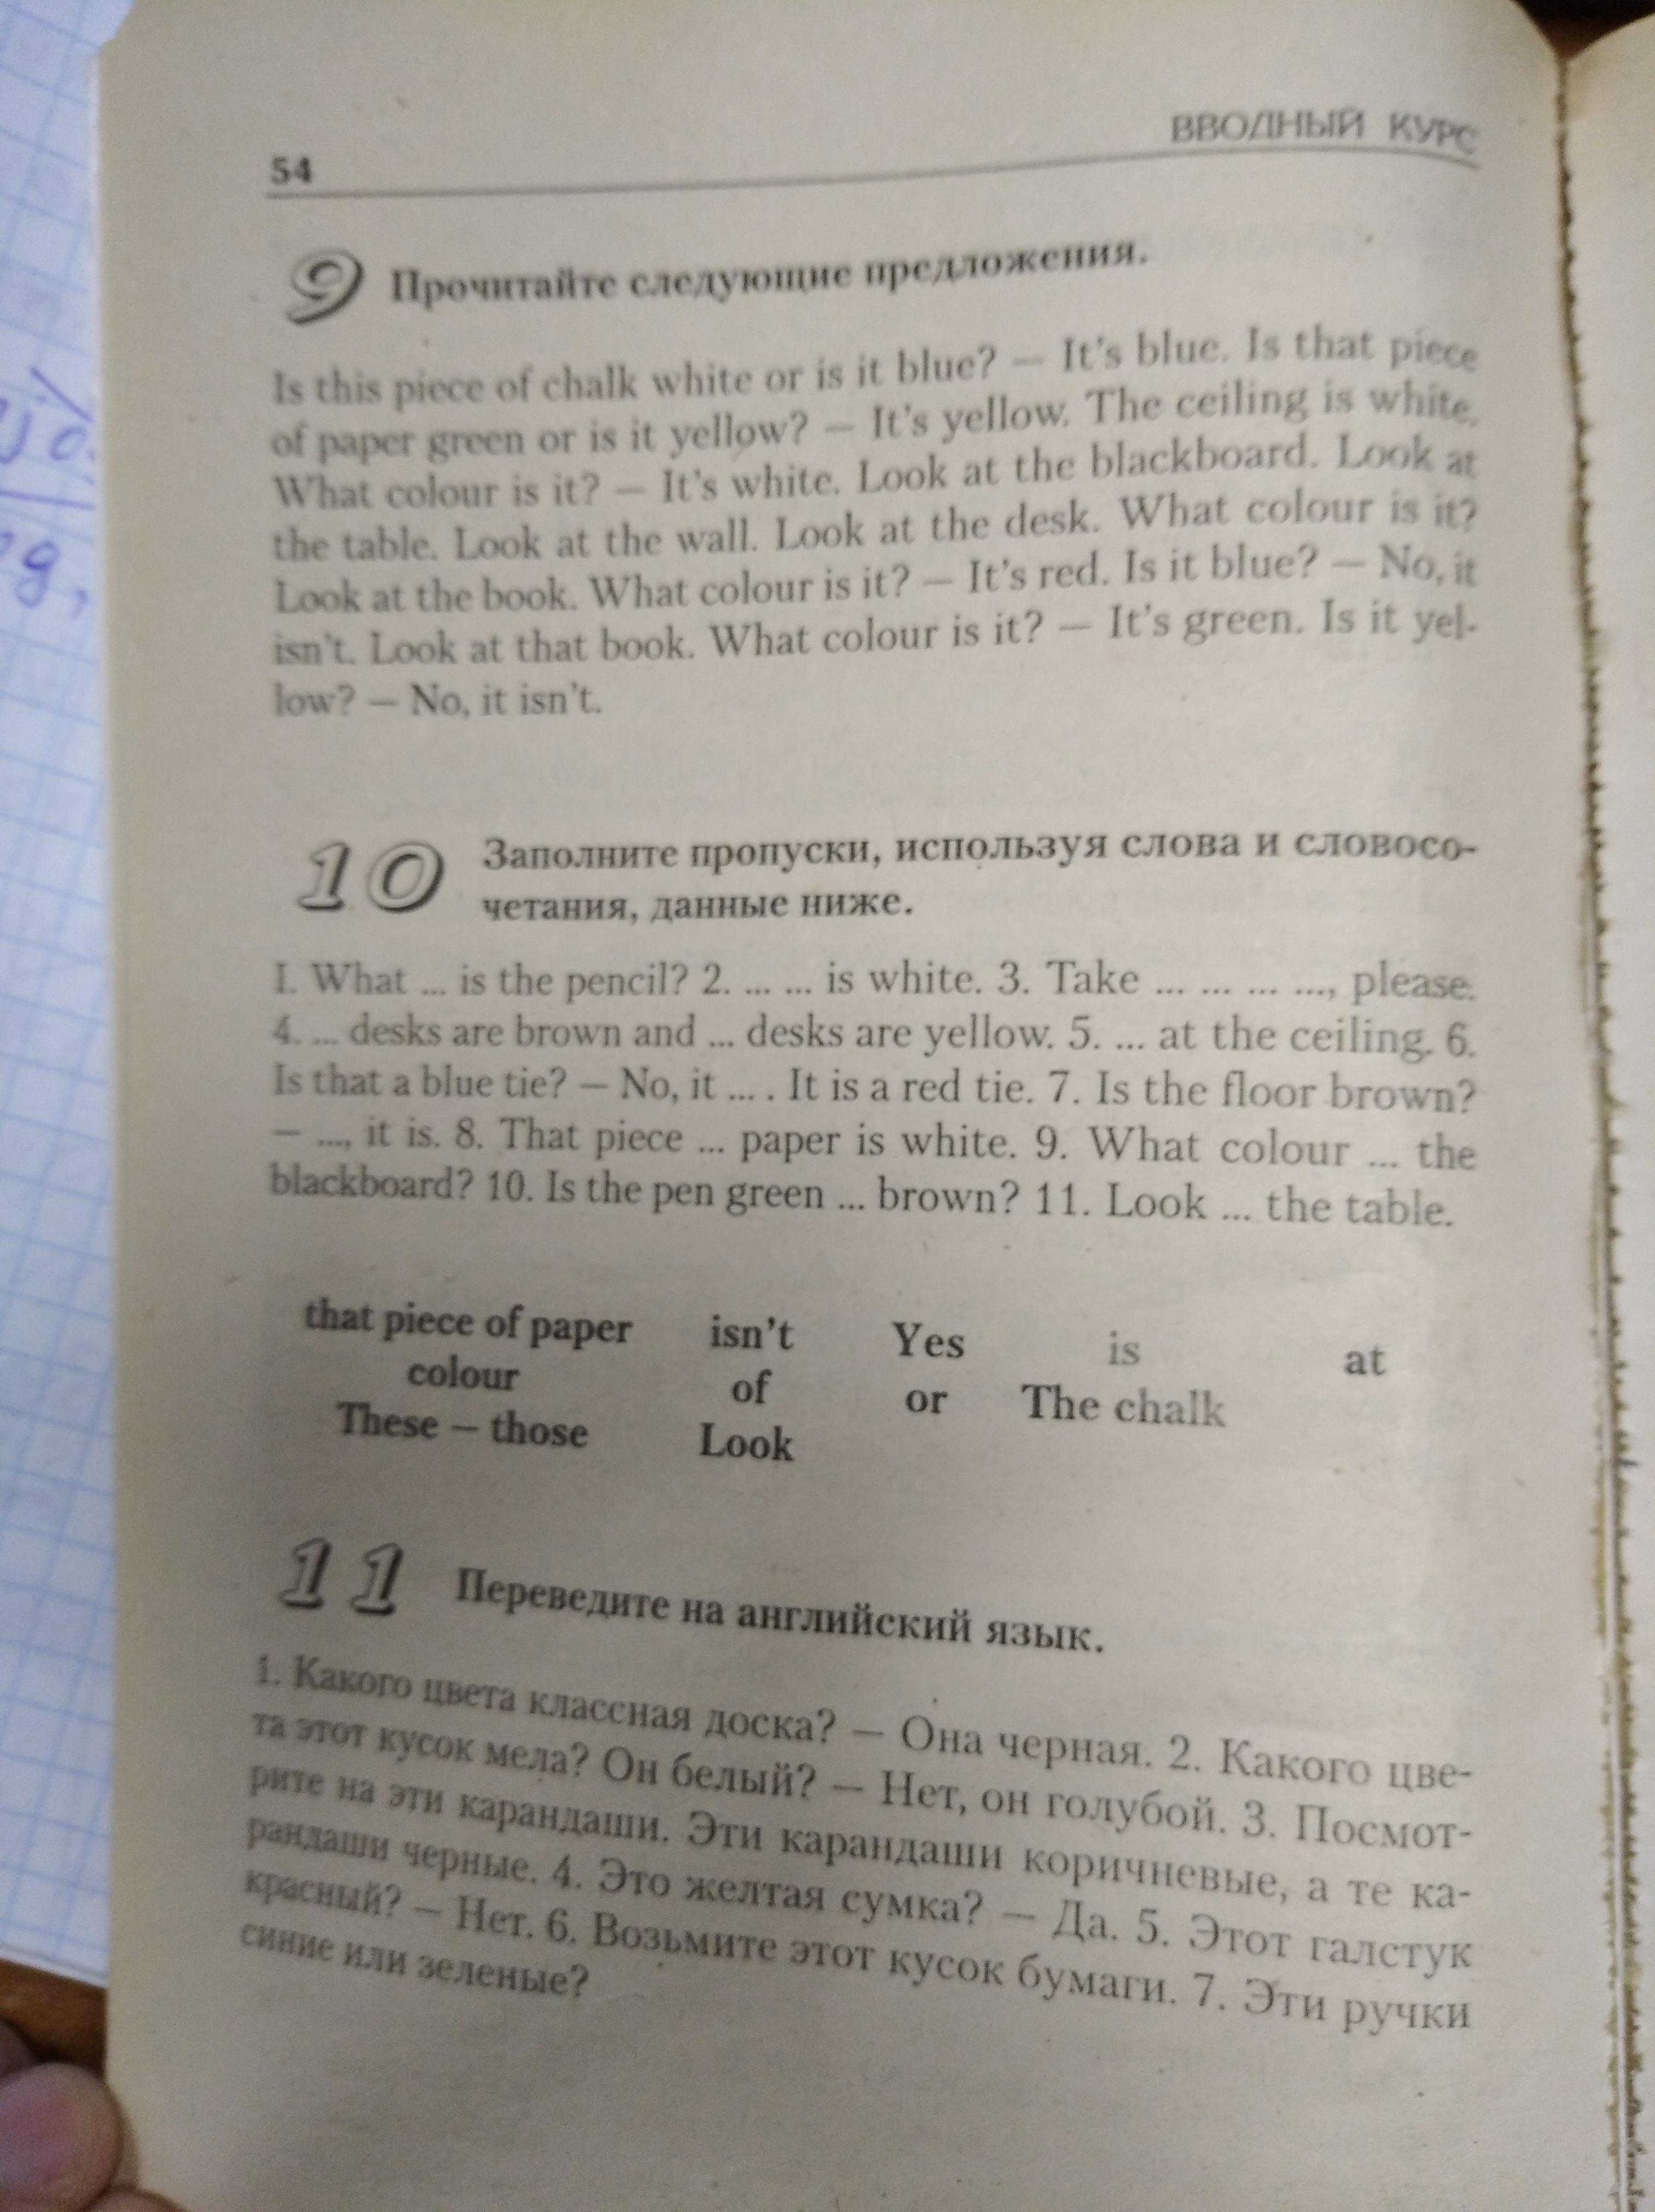 54
ВВОДНЫЙ КУРС
9 Прочитайте следующие предложения.
Is this piece of chalk white or is it blue? — It's blue. Is that piece
of paper green or is it yellow? — It's yellow. The ceiling is white.
What colour is it? — It's white. Look at the blackboard. Look at
the table. Look at the wall. Look at the desk. What colour is it?
Look at the book. What colour is it? — It's red. Is it blue? — No, it
isn't. Look at that book. What colour is it? — It's green. Is it yel-
low? — No, it isn't.
10 Заполните пропуски, используя слова и словосо-
четания, данные ниже.
1. What ... is the pencil? 2. ... ... is white. 3. Take ... ... ... ..., please.
4. ... desks are brown and ... desks are yellow. 5. ... at the ceiling. 6.
Is that a blue tie? — No, it ... . It is a red tie. 7. Is the floor brown?
— ..., it is. 8. That piece ... paper is white. 9. What colour ... the
blackboard? 10. Is the pen green ... brown? 11. Look ... the table.
that piece of paper isn't Yes is at
colour of or The chalk
These — those Look
11 Переведите на английский язык.
1. Какого цвета классная доска? — Она черная. 2. Какого цве-
та этот кусок мела? Он белый? — Нет, он голубой. 3. Посмот-
рите на эти карандаши. Эти карандаши коричневые, а те ка-
рандаши черные. 4. Это желтая сумка? — Да. 5. Этот галстук
красный? — Нет. 6. Возьмите этот кусок бумаги. 7. Эти ручки
синие или зеленые?